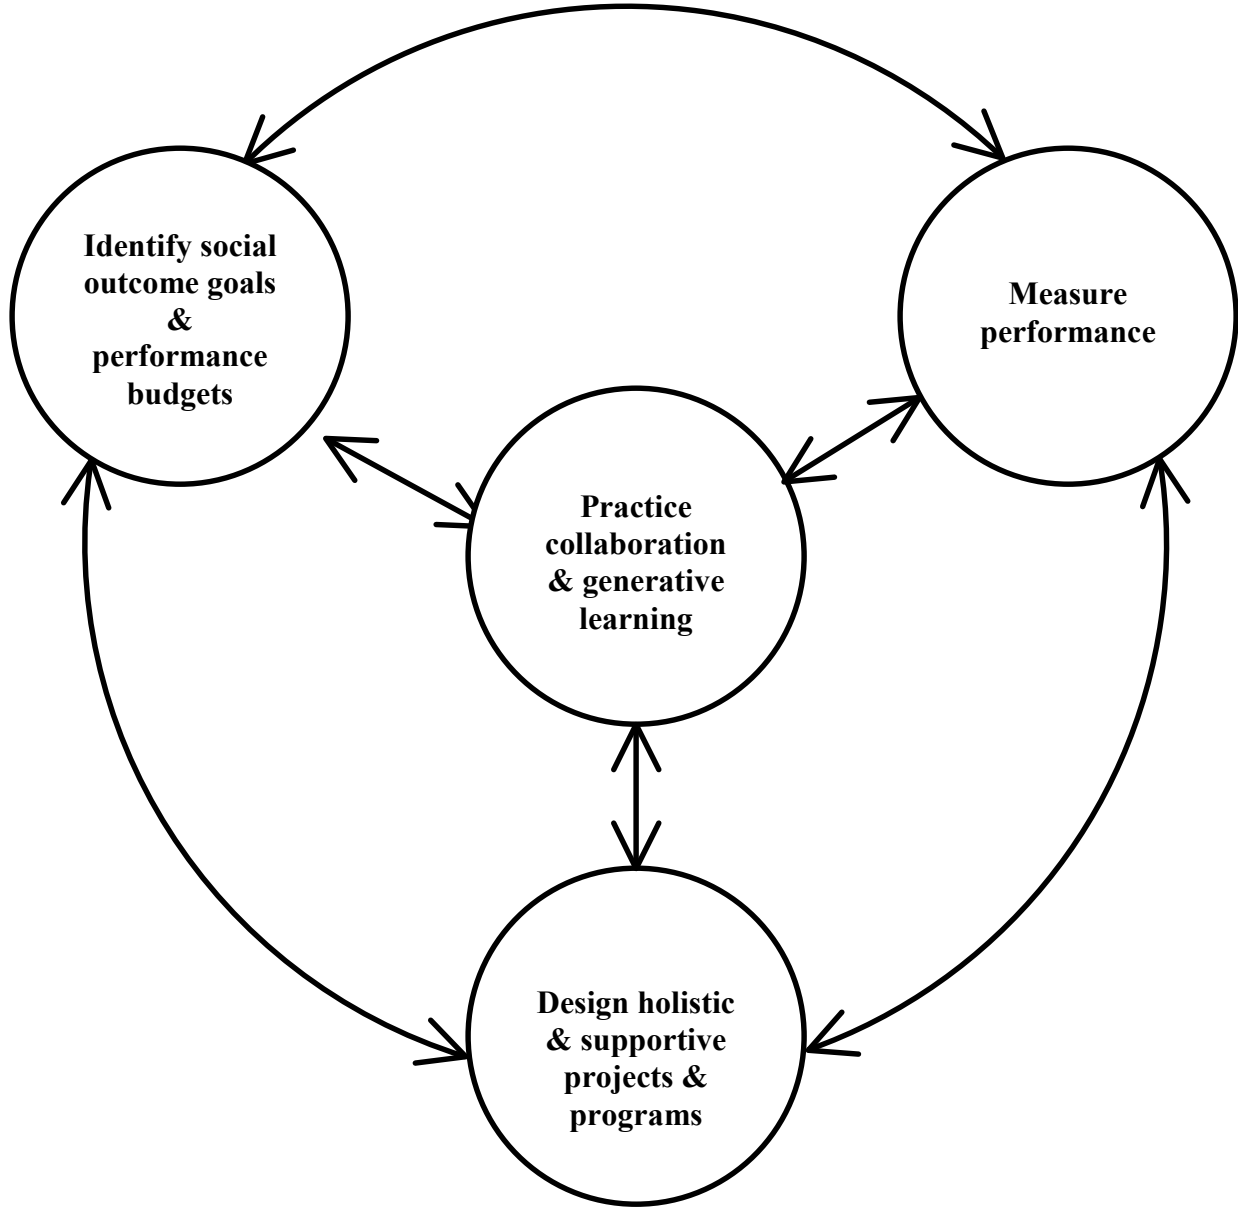 Identify social
outcome goals
&
performance
budgets
Measure
performance
Practice
collaboration
& generative
learning
Design holistic
& supportive
projects &
programs